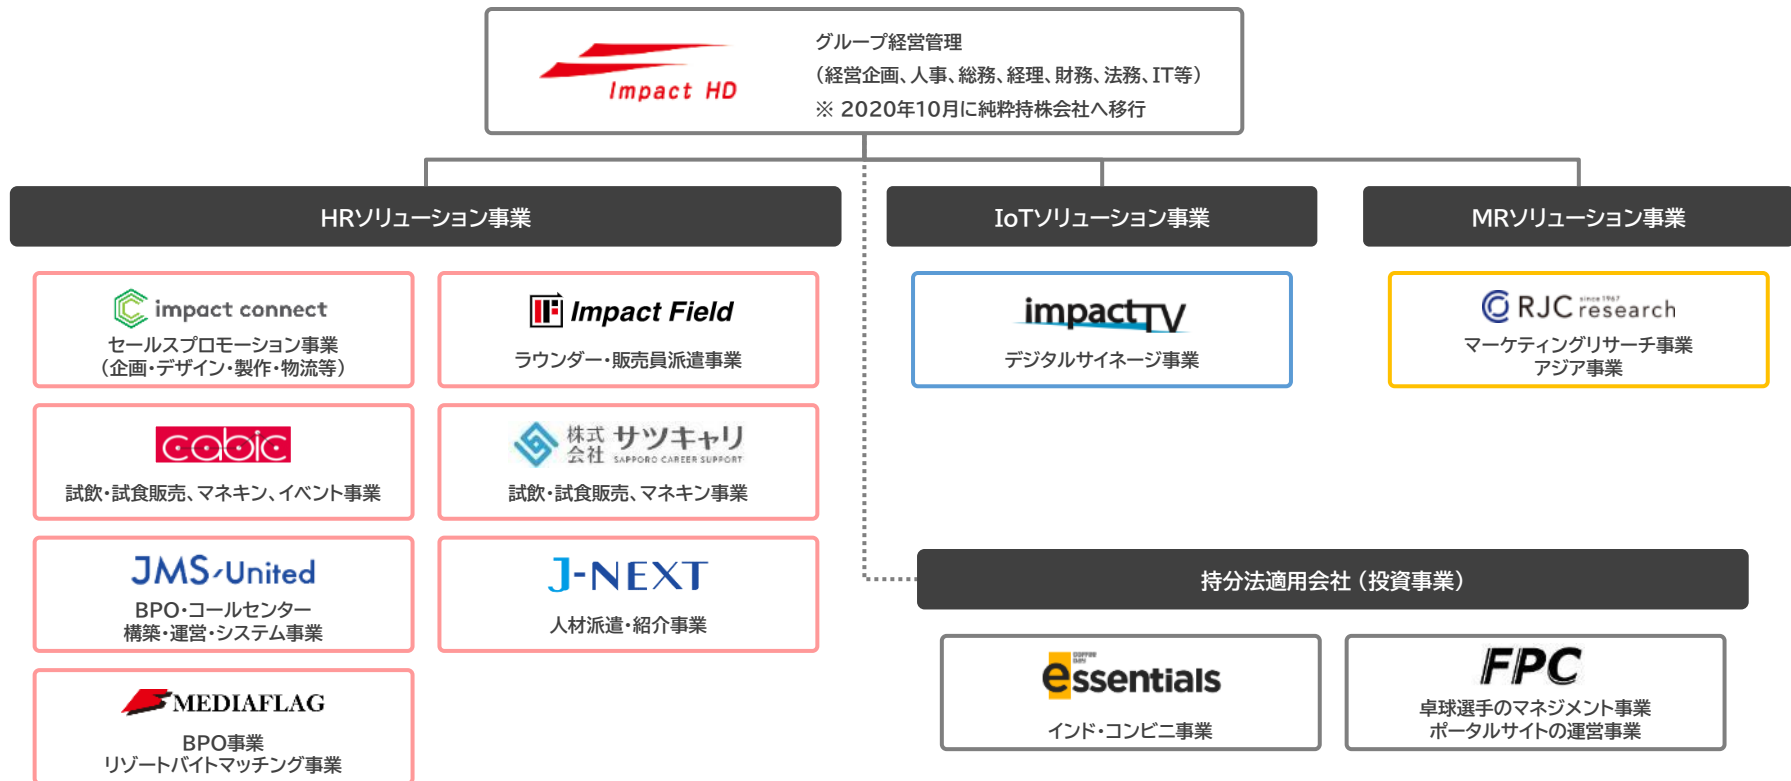 Impact HD
グループ経営管理
（経営企画、人事、総務、経理、財務、法務、IT等）
※ 2020年10月に純粋持株会社へ移行
HRソリューション事業
IoTソリューション事業
MRソリューション事業
impact connect
セールスプロモーション事業
（企画・デザイン・製作・物流等）
Impact Field
ラウンダー・販売員派遣事業
impactTV
デジタルサイネージ事業
RJC research
since 1967
マーケティングリサーチ事業
アジア事業
cabic
試飲・試食販売、マネキン、イベント事業
株式会社 サツキャリ
SAPPORO CAREER SUPPORT
試飲・試食販売、マネキン事業
JMS United
BPO・コールセンター
構築・運営・システム事業
J-NEXT
人材派遣・紹介事業
持分法適用会社（投資事業）
MEDIAFLAG
BPO事業
リゾートバイトマッチング事業
essentials
インド・コンビニ事業
FPC
卓球選手のマネジメント事業
ポータルサイトの運営事業